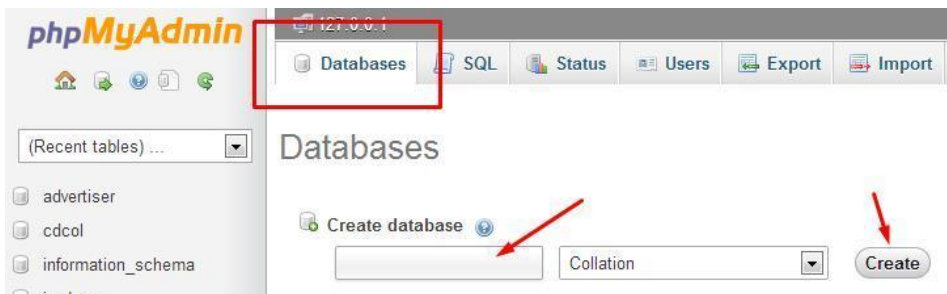 phpMyAdmin
127.0.0.1
Databases SQL Status Users Export Import
(Recent tables) ...
Databases
advertiser
cdcol
Create database
information_schema
Collation
Create